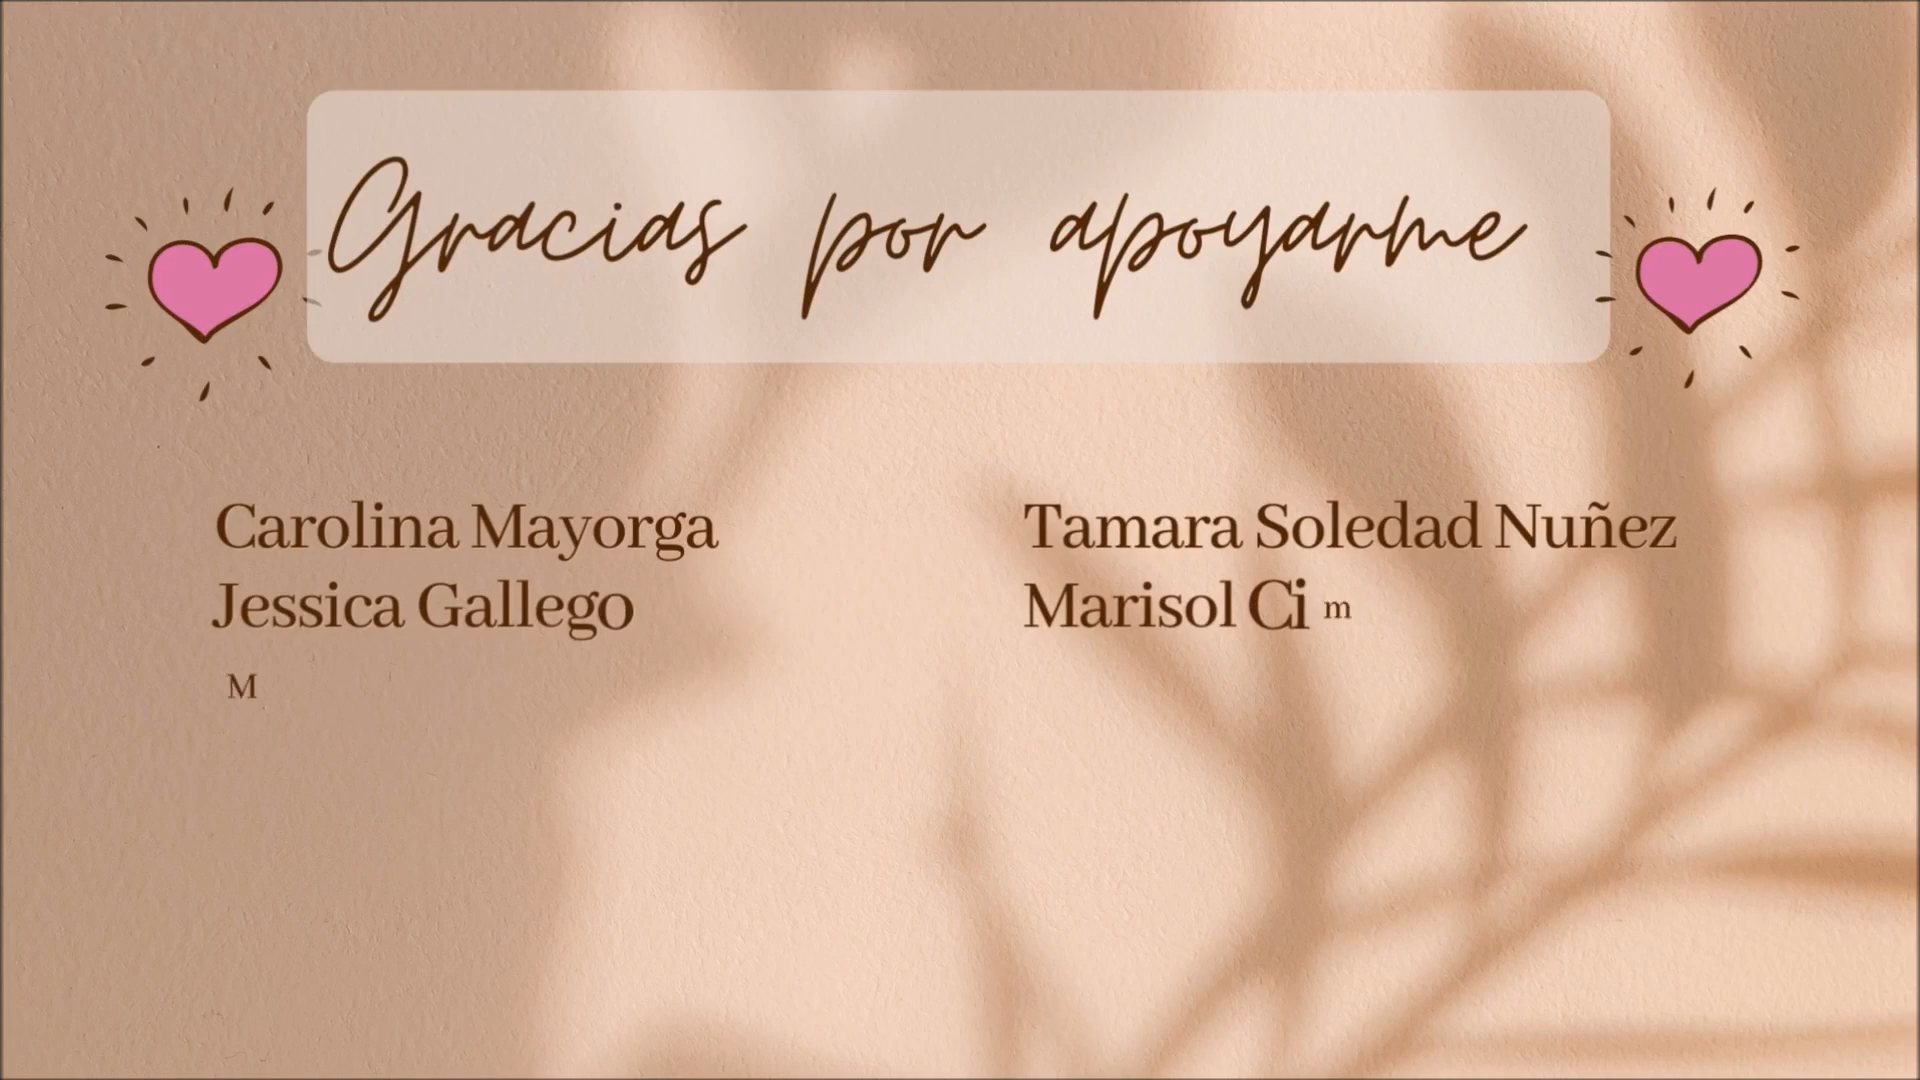 Gracias por apoyarme
Carolina Mayorga
Jessica Gallego
M
Tamara Soledad Nuñez
Marisol Ci m